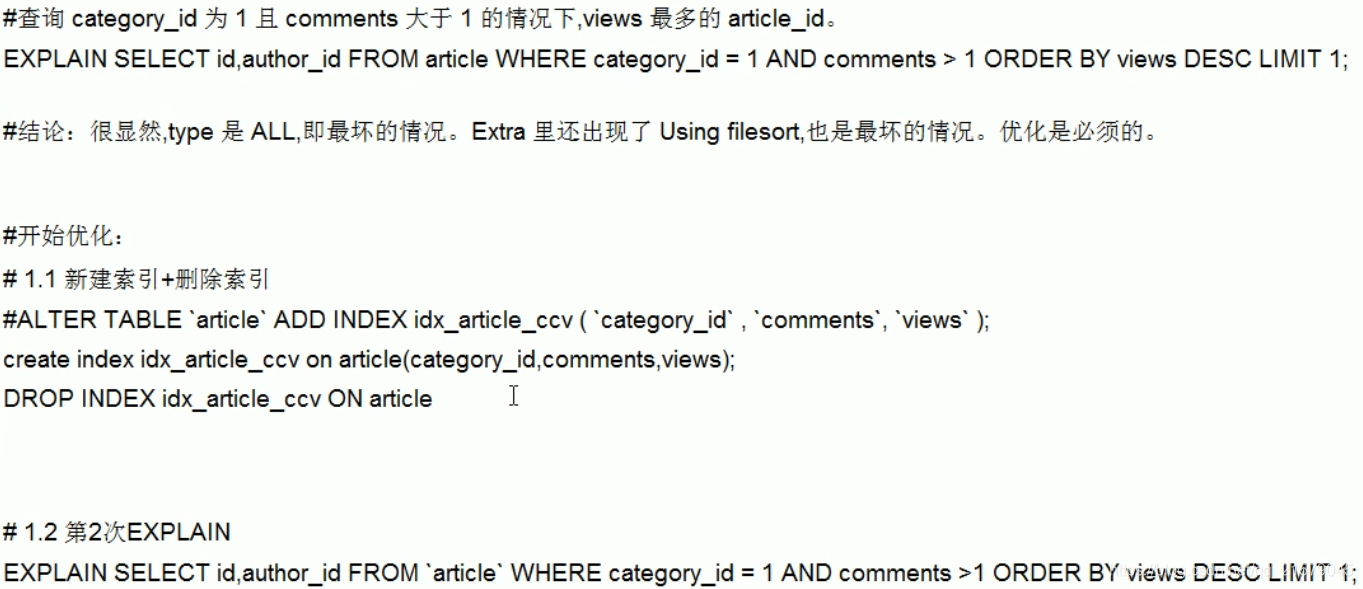 #查询 category_id 为 1 且 comments 大于 1 的情况下,views 最多的 article_id。
EXPLAIN SELECT id,author_id FROM article WHERE category_id = 1 AND comments > 1 ORDER BY views DESC LIMIT 1;
#结论：很显然,type 是 ALL,即最坏的情况。Extra 里还出现了 Using filesort,也是最坏的情况。优化是必须的。
#开始优化：
# 1.1 新建索引+删除索引
#ALTER TABLE `article` ADD INDEX idx_article_ccv ( `category_id` , `comments`, `views` );
create index idx_article_ccv on article(category_id,comments,views);
DROP INDEX idx_article_ccv ON article
# 1.2 第2次EXPLAIN
EXPLAIN SELECT id,author_id FROM `article` WHERE category_id = 1 AND comments >1 ORDER BY views DESC LIMIT 1;